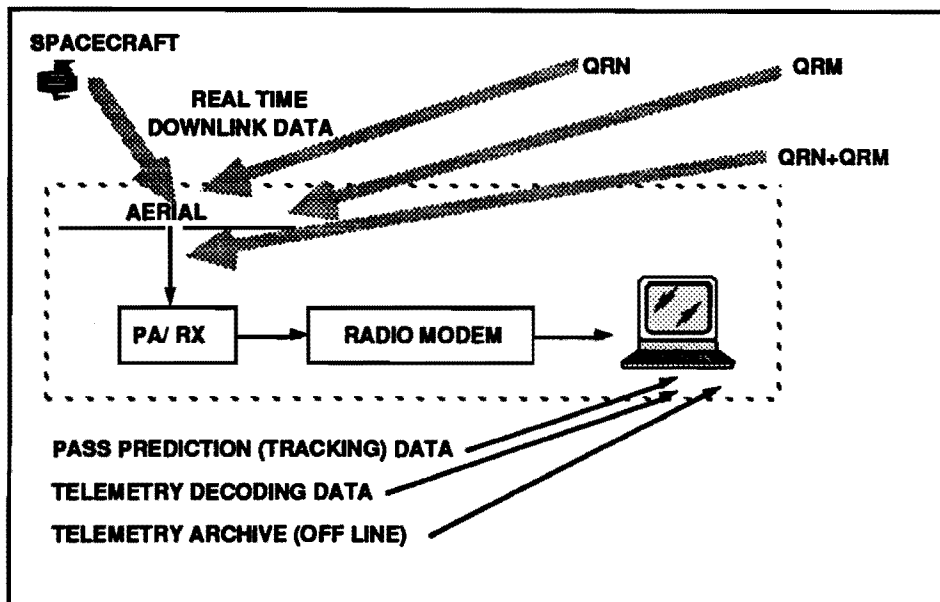 SPACECRAFT
QRN
QRM
REAL TIME
DOWNLINK DATA
QRN+QRM
AERIAL
PA/ RX
RADIO MODEM
PASS PREDICTION (TRACKING) DATA
TELEMETRY DECODING DATA
TELEMETRY ARCHIVE (OFF LINE)